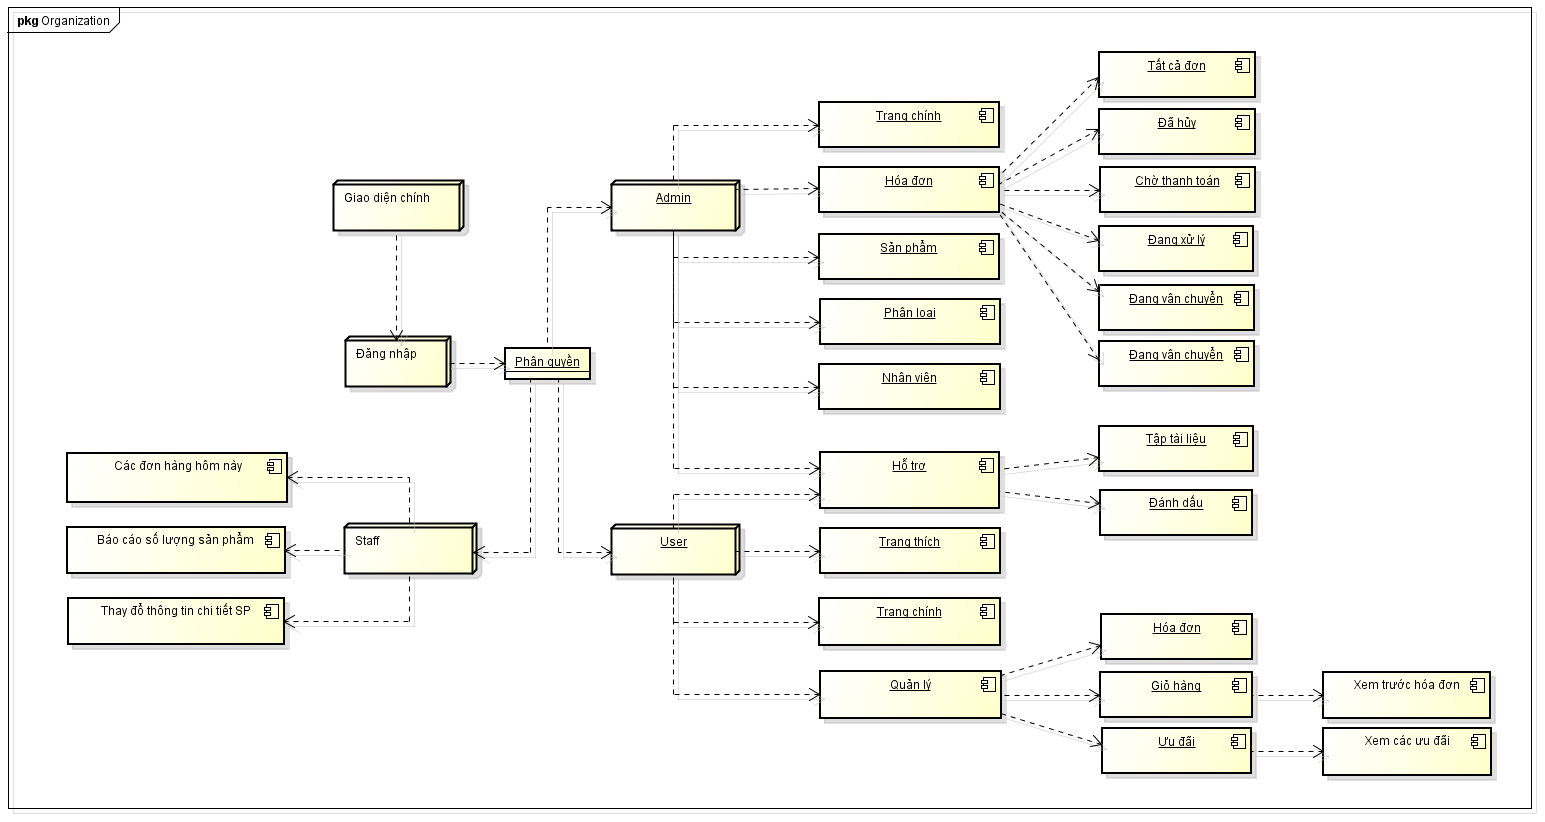 pkg Organization
Tất cả đơn
Trang chính
Đã hủy
Hóa đơn
Chờ thanh toán
Giao diện chính
Admin
Sản phẩm
Đang xử lý
Phân loại
Đang vân chuyển
Đăng nhập
Phân quyền
Nhân viên
Đang vân chuyển
Các đơn hàng hôm này
Hỗ trợ
Tập tài liệu
Đánh dấu
Báo cáo số lượng sản phẩm
Staff
User
Trang thích
Thay đổ thông tin chi tiết SP
Trang chính
Hóa đơn
Quản lý
Giỏ hàng
Xem trước hóa đơn
Ưu đãi
Xem các ưu đãi